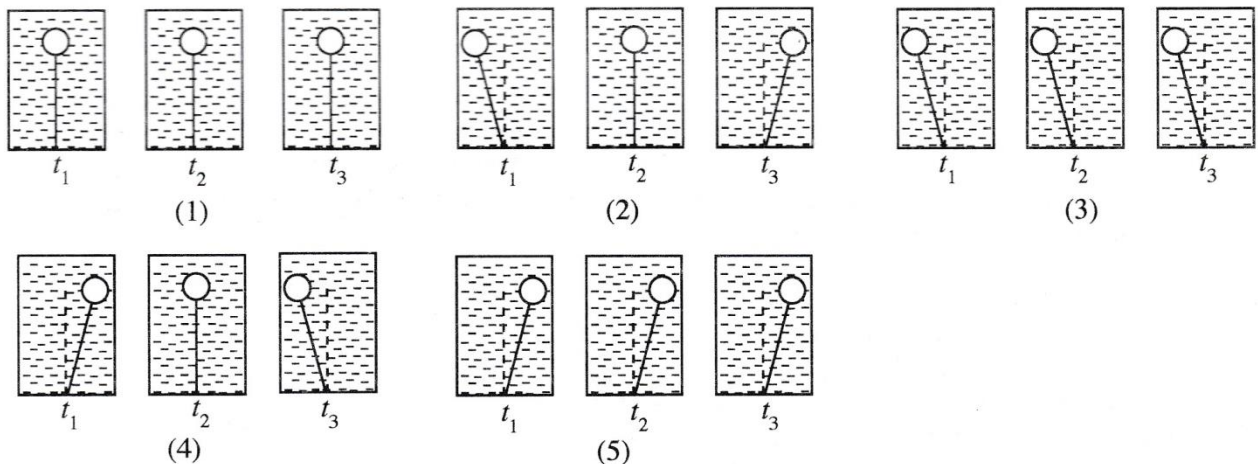 t₁ t₂ t₃ t₁ t₂ t₃ t₁ t₂ t₃
(1) (2) (3)
t₁ t₂ t₃ t₁ t₂ t₃
(4) (5)